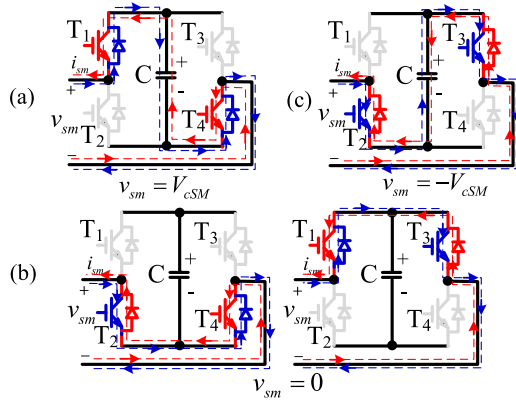 T1 T3 T3
i_sm C + i_sm C +
(a) + - (c) + -
v_sm T2 T4 v_sm T2 T4
− −
v_sm = V_cSM v_sm = −V_cSM
T1 T3 T1 T3
i_sm C + i_sm C +
(b) + - + -
v_sm T2 T4 v_sm T2 T4
− −
v_sm = 0